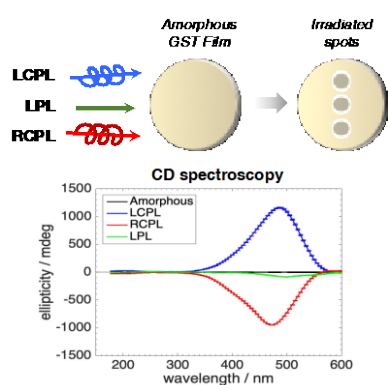 Amorphous
GST Film
Irradiated
spots
LCPL
LPL
RCPL
CD spectroscopy
ellipticity / mdeg
1500
1000
500
0
-500
-1000
-1500
Amorphous
LCPL
RCPL
LPL
200
300
400
500
600
wavelength / nm